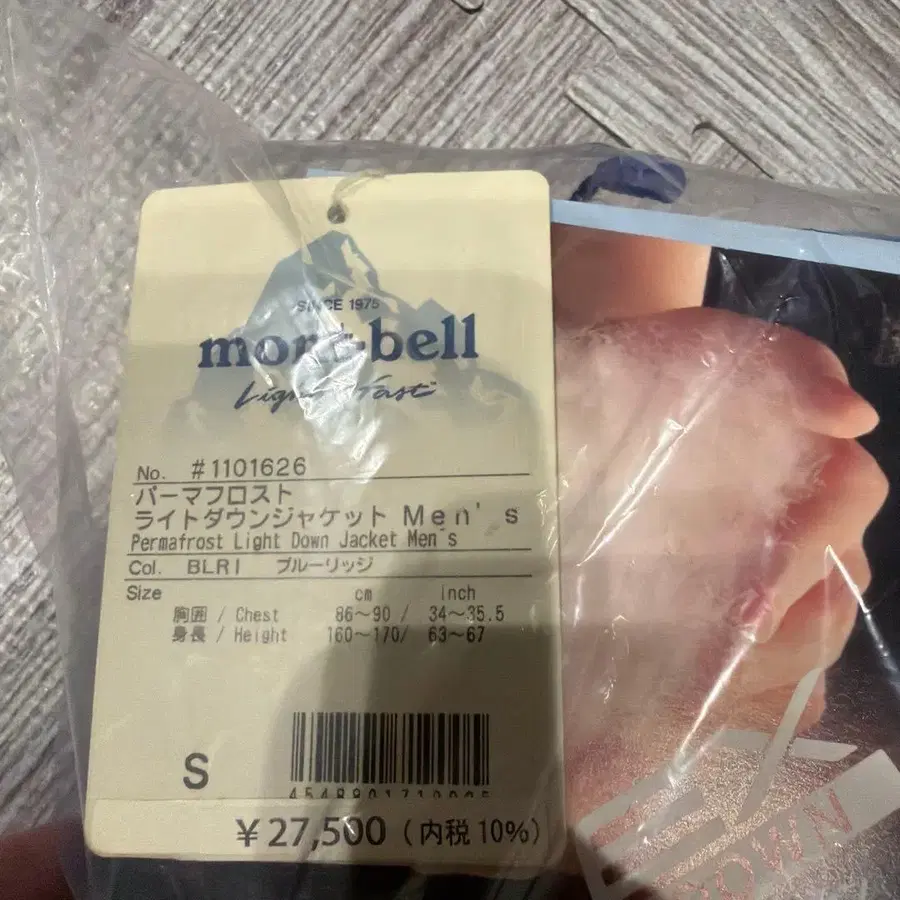 SINCE 1975
mont-bell
Light & Fast
No. #1101626
パーマフロスト
ライトダウンジャケット Men's
Permafrost Light Down Jacket Men's
Col. BLRI ブルーリッジ
Size cm inch
胸囲 / Chest 86~90 / 34~35.5
身長 / Height 160~170/ 63~67
S
¥27,500 (内税10%)
DOWN